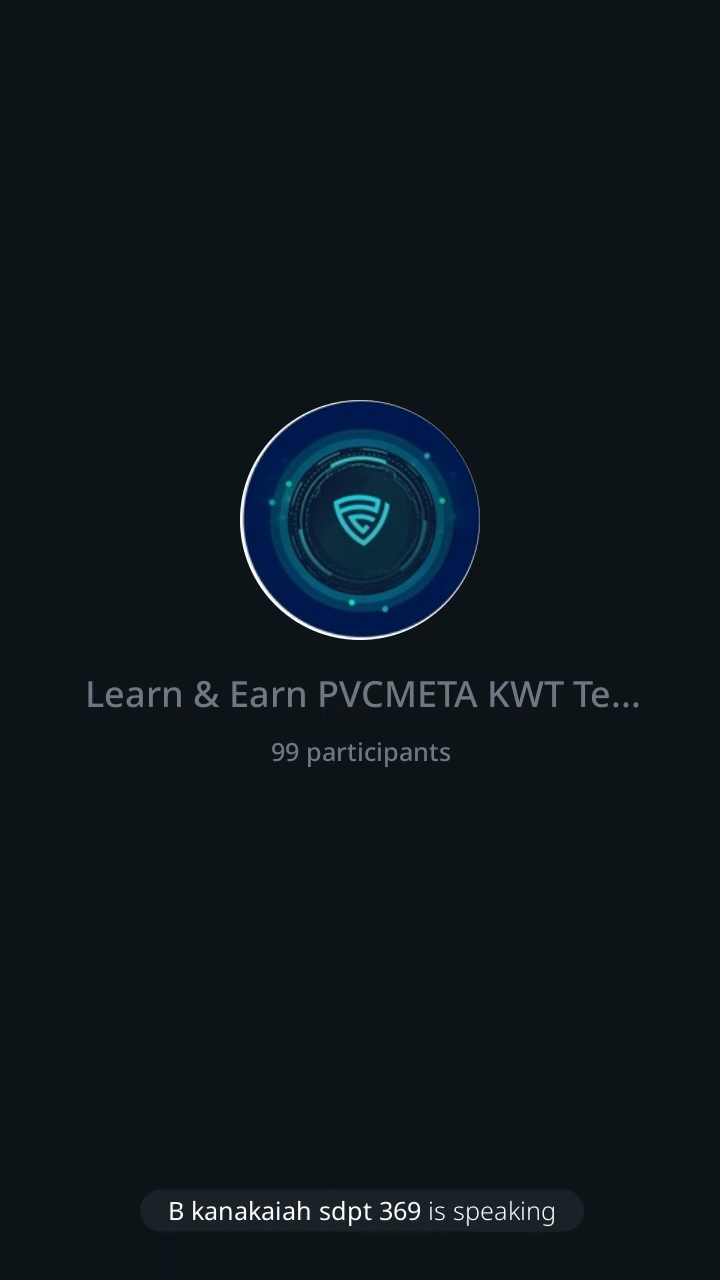 Learn & Earn PVCMETA KWT Te...
99 participants
B kanakaiah sdpt 369 is speaking